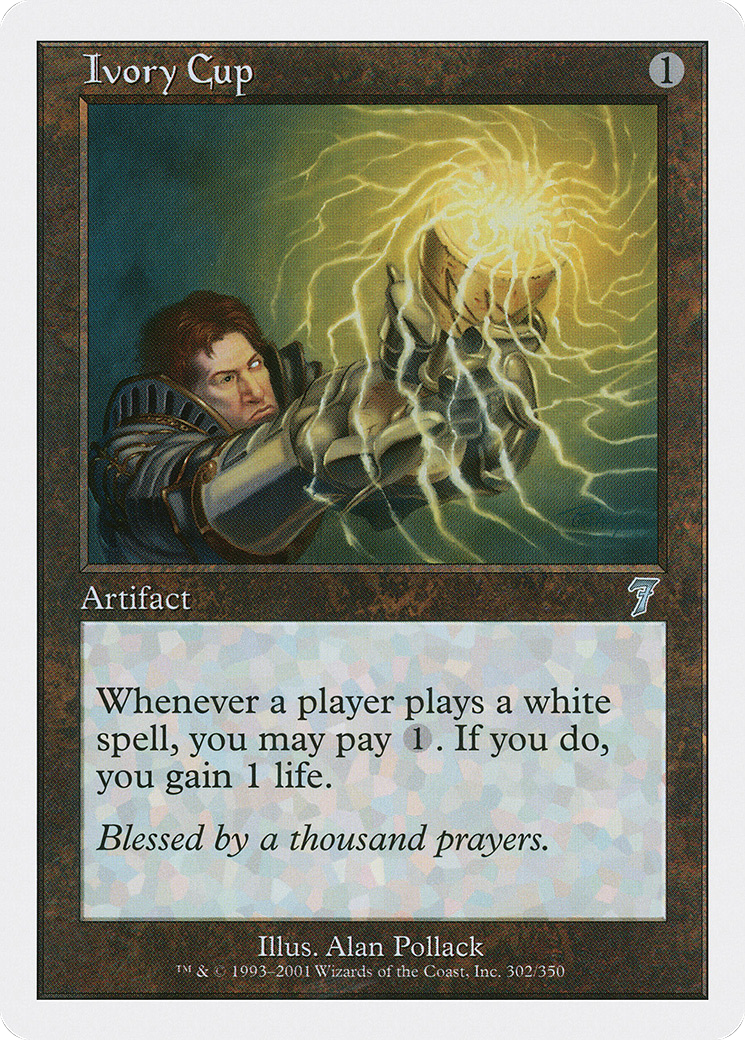 Ivory Cup
1
Artifact
7
Whenever a player plays a white
spell, you may pay 1. If you do,
you gain 1 life.
Blessed by a thousand prayers.
Illus. Alan Pollack
™ & © 1993–2001 Wizards of the Coast, Inc. 302/350